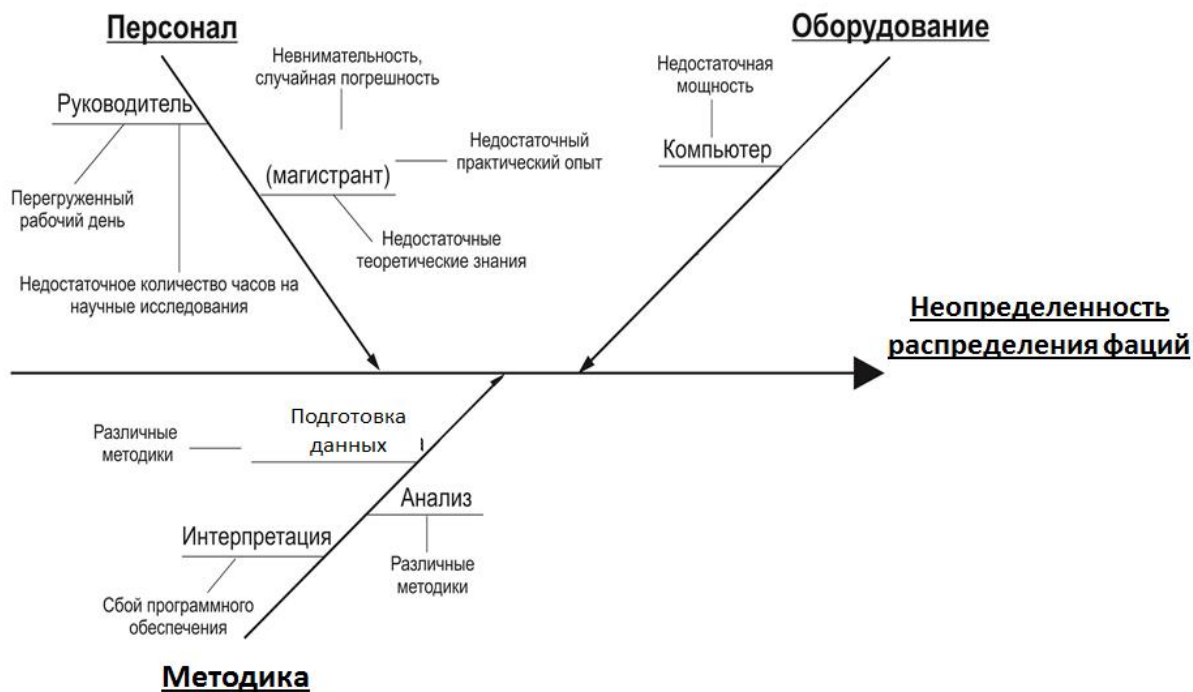 Персонал
Оборудование
Невнимательность,
случайная погрешность
Недостаточная
мощность
Руководитель
Недостаточный
практический опыт
Компьютер
(магистрант)
Перегруженный
рабочий день
Недостаточные
теоретические знания
Недостаточное количество часов на
научные исследования
Неопределенность
распределения фаций
Подготовка
данных
Различные
методики
Анализ
Интерпретация
Различные
методики
Сбой программного
обеспечения
Методика